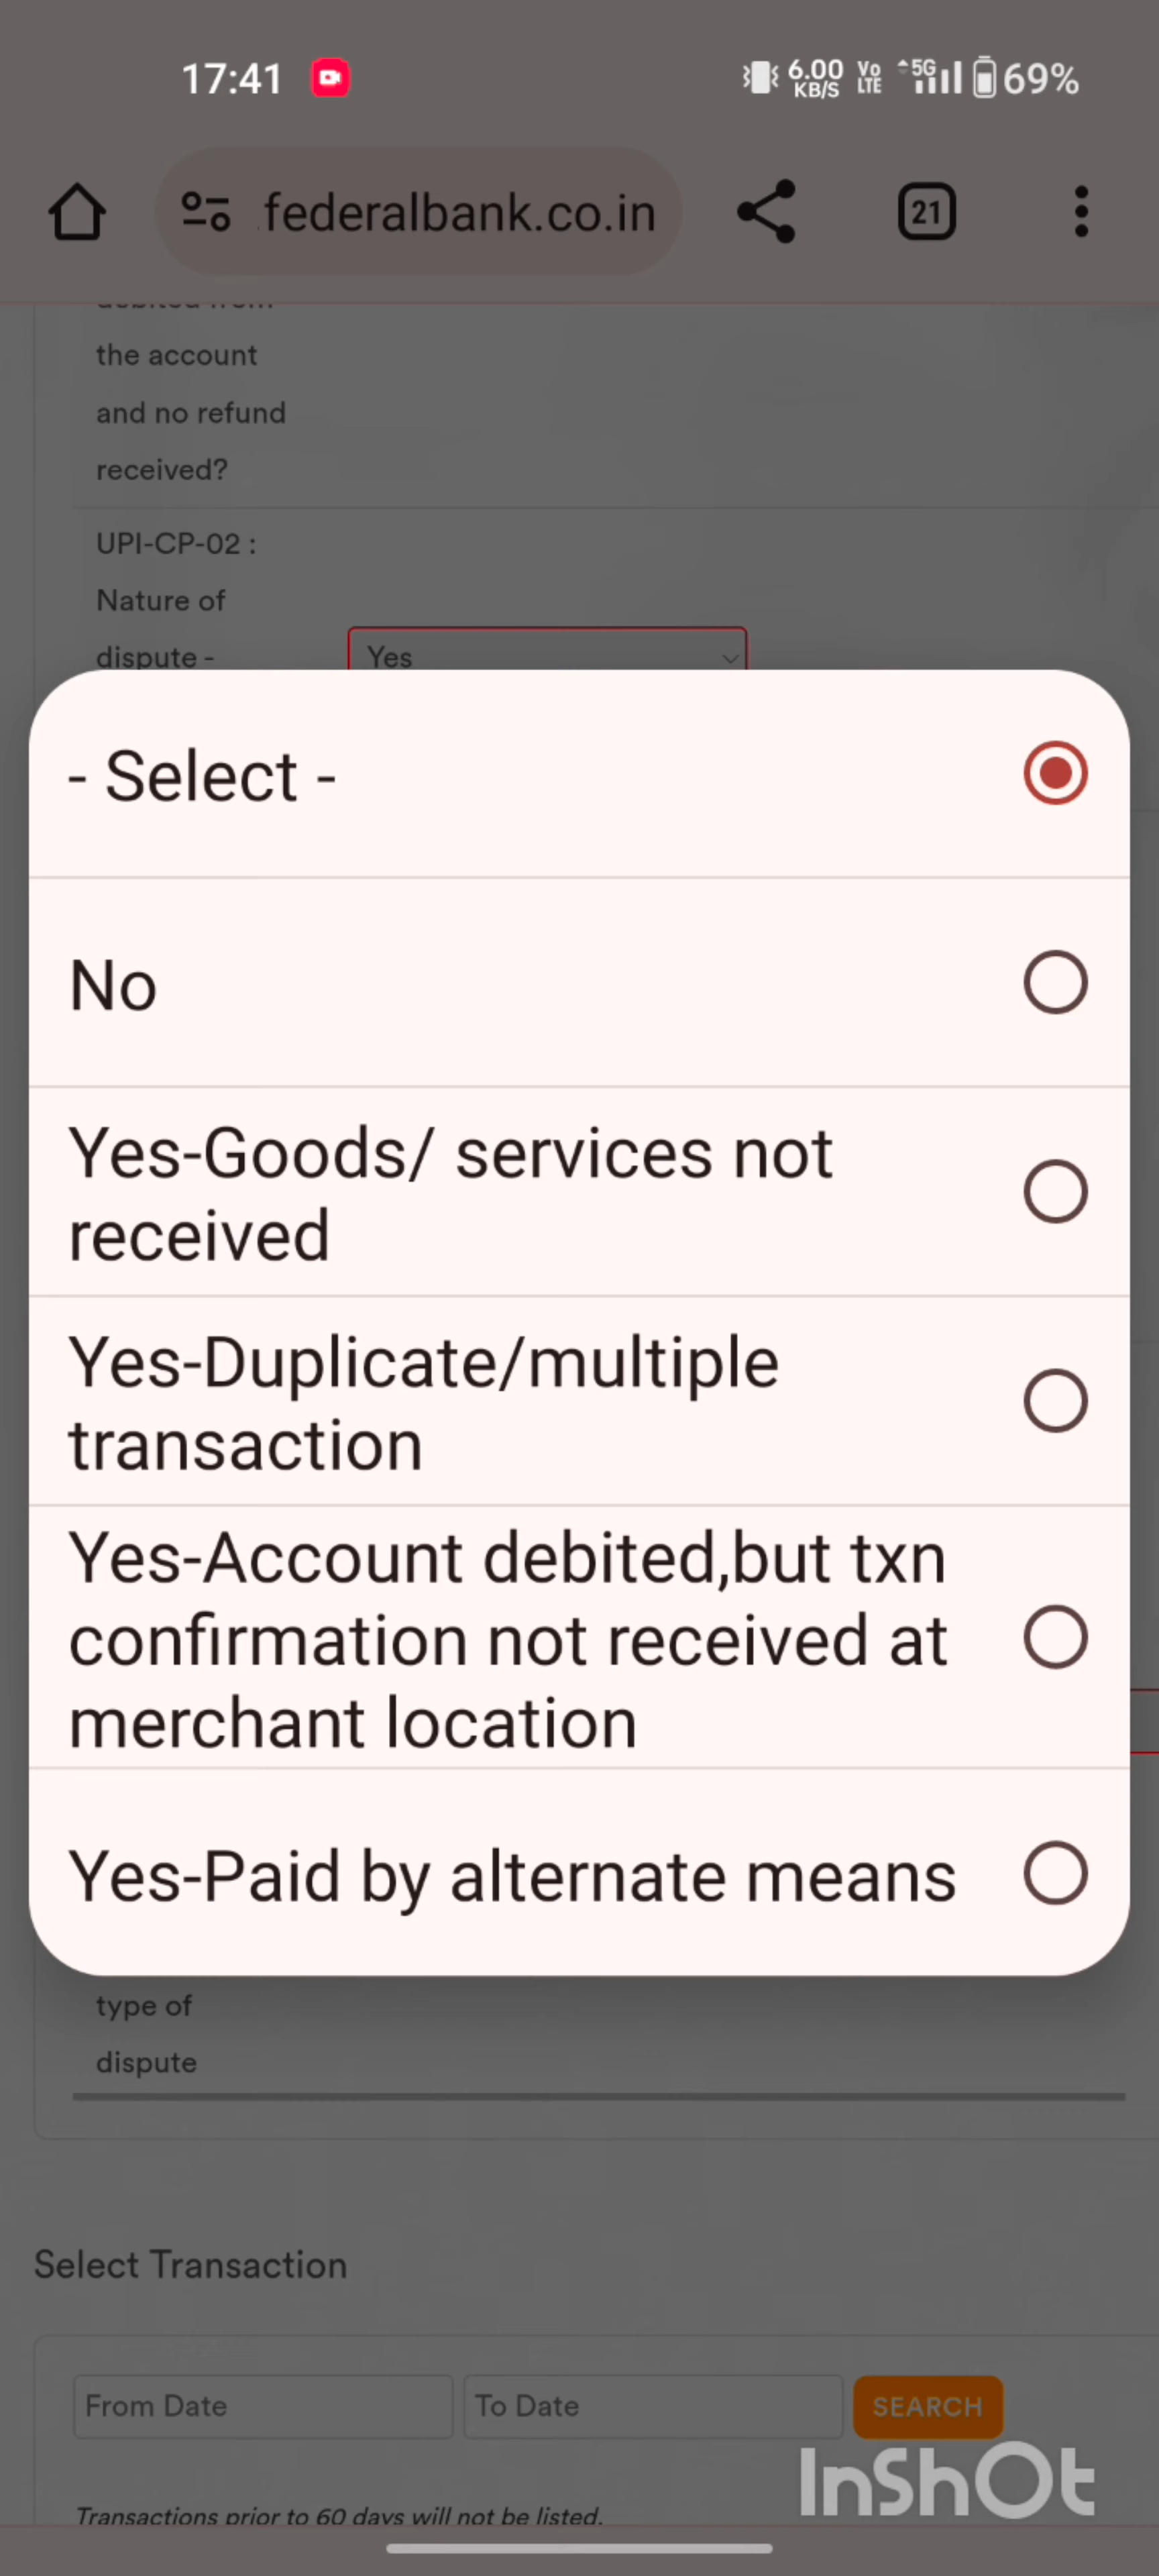 17:41
6.00
KB/S
Vo
LTE
5G
69%
federalbank.co.in
21
debited from
the account
and no refund
received?
UPI-CP-02 :
Nature of
dispute -
Yes
- Select -
No
Yes-Goods/ services not
received
Yes-Duplicate/multiple
transaction
Yes-Account debited,but txn
confirmation not received at
merchant location
Yes-Paid by alternate means
type of
dispute
Select Transaction
From Date
To Date
SEARCH
InShOt
Transactions prior to 60 days will not be listed.